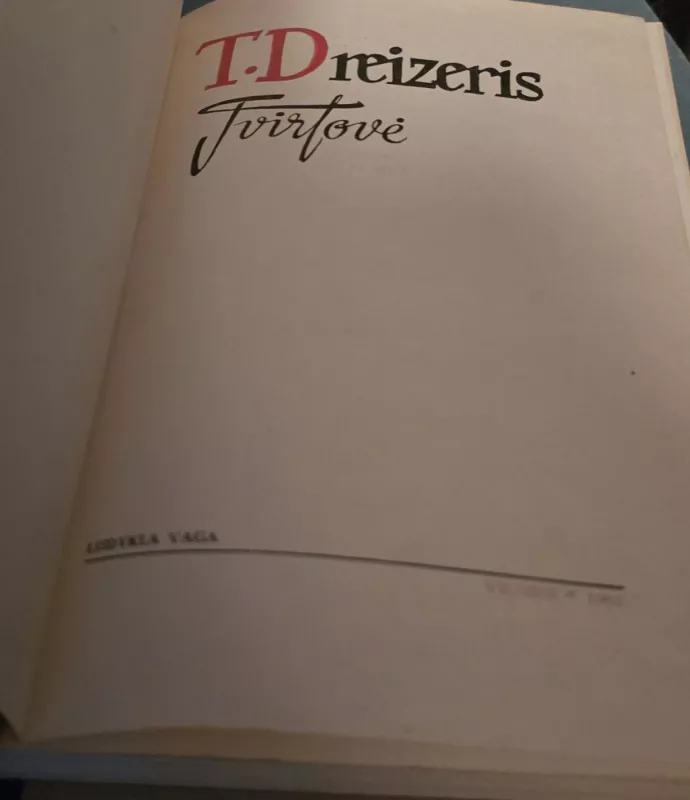 T. Dreizeris
Tvirtovė
LEIDYKLA VAGA